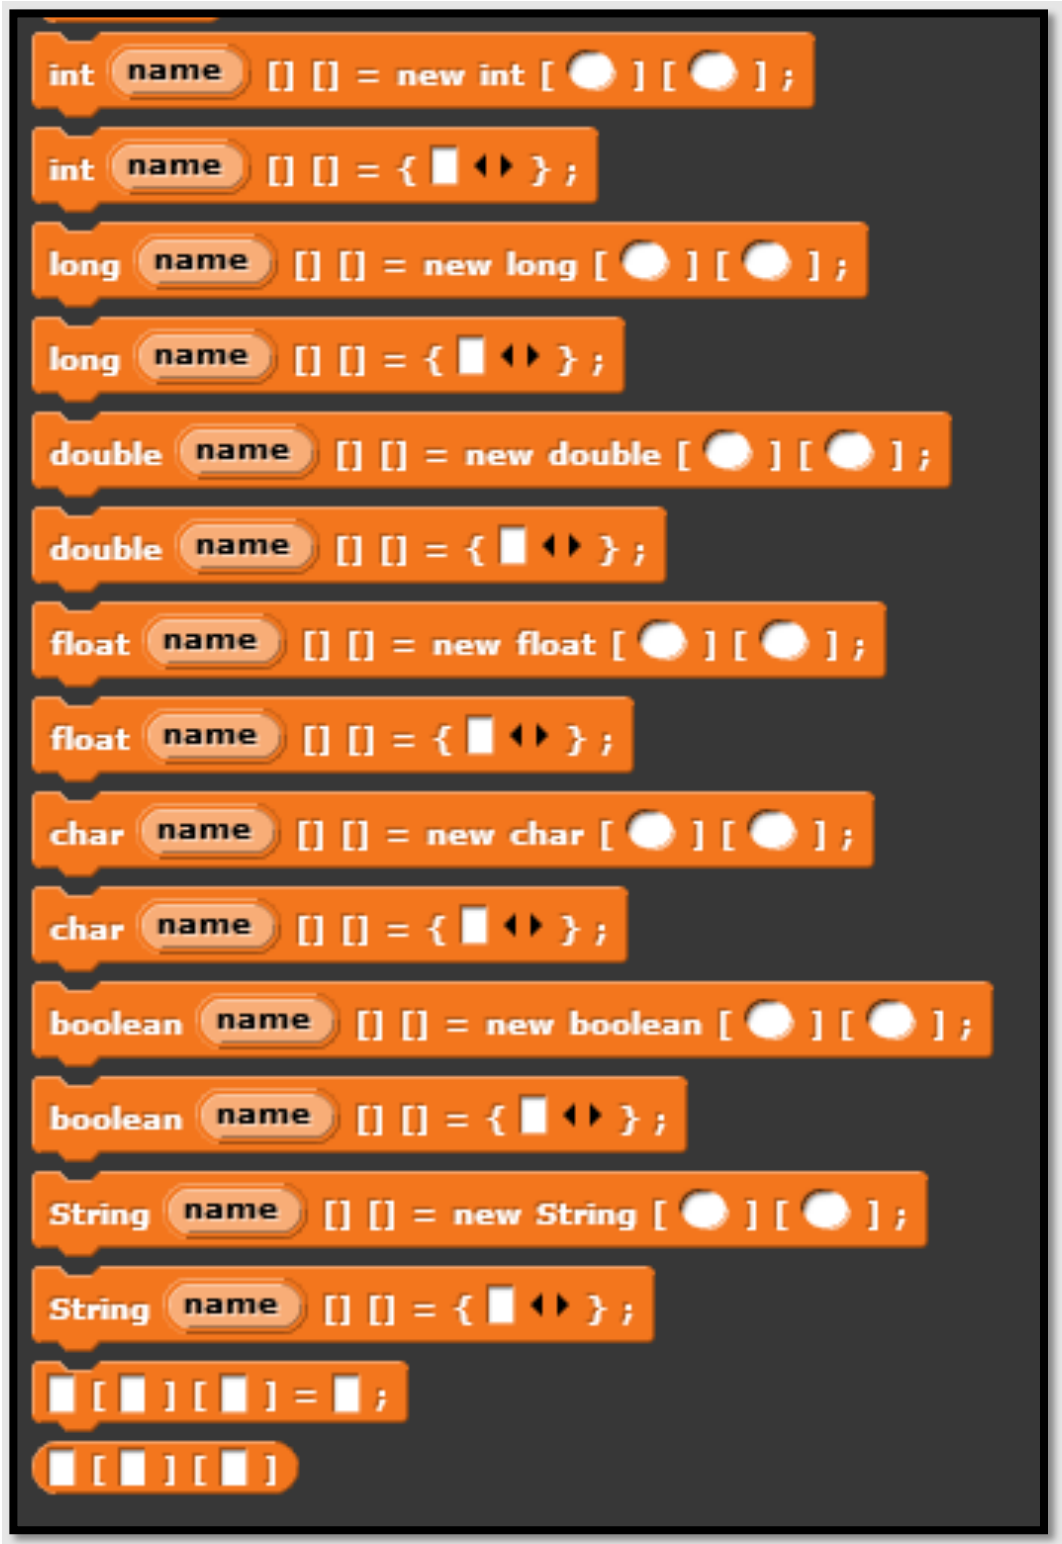 int name [] [] = new int [ ] [ ] ;
int name [] [] = { } ;
long name [] [] = new long [ ] [ ] ;
long name [] [] = { } ;
double name [] [] = new double [ ] [ ] ;
double name [] [] = { } ;
float name [] [] = new float [ ] [ ] ;
float name [] [] = { } ;
char name [] [] = new char [ ] [ ] ;
char name [] [] = { } ;
boolean name [] [] = new boolean [ ] [ ] ;
boolean name [] [] = { } ;
String name [] [] = new String [ ] [ ] ;
String name [] [] = { } ;
[ ] [ ] = ;
[ ] [ ]